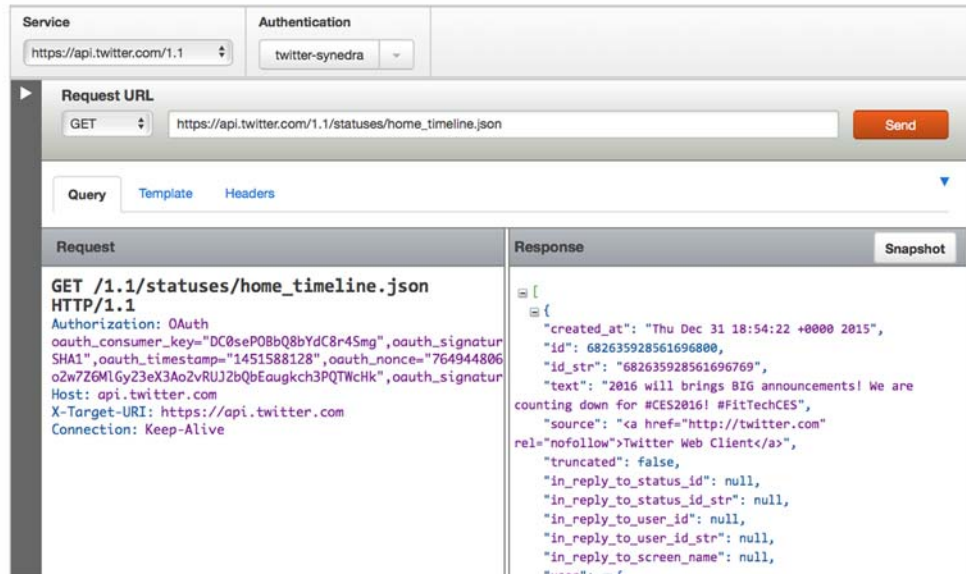 Service
Authentication
https://api.twitter.com/1.1
twitter-synedra
Request URL
GET
https://api.twitter.com/1.1/statuses/home_timeline.json
Send
Query
Template
Headers
Request
GET /1.1/statuses/home_timeline.json
HTTP/1.1
Authorization: OAuth
oauth_consumer_key="DC0sePOBbQ8bYdC8r4Smg",oauth_signatur
SHA1",oauth_timestamp="1451588128",oauth_nonce="764944806
o2w7Z6MlGy23eX3Ao2vRUJ2bQbEaugkch3PQTWcHk",oauth_signatur
Host: api.twitter.com
X-Target-URI: https://api.twitter.com
Connection: Keep-Alive
Response
Snapshot
[
{
"created_at": "Thu Dec 31 18:54:22 +0000 2015",
"id": 682635928561696800,
"id_str": "682635928561696769",
"text": "2016 will brings BIG announcements! We are
counting down for #CES2016! #FitTechCES",
"source": "<a href="http://twitter.com"
rel="nofollow">Twitter Web Client</a>",
"truncated": false,
"in_reply_to_status_id": null,
"in_reply_to_status_id_str": null,
"in_reply_to_user_id": null,
"in_reply_to_user_id_str": null,
"in_reply_to_screen_name": null,